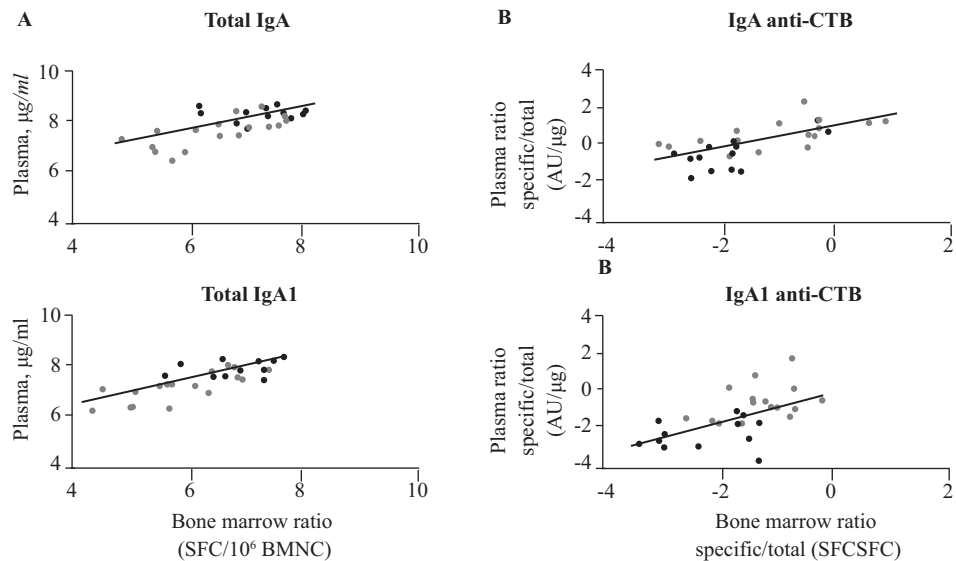 A
Total IgA
Plasma, μg/ml
10
8
6
4
4
6
8
10
B
IgA anti-CTB
Plasma ratio
specific/total
(AU/μg)
4
2
0
-2
-4
-4
-2
0
2
Total IgA1
Plasma, μg/ml
10
8
6
4
4
6
8
10
Bone marrow ratio
(SFC/10⁶ BMNC)
B
IgA1 anti-CTB
Plasma ratio
specific/total
(AU/μg)
4
2
0
-2
-4
-4
-2
0
2
Bone marrow ratio
specific/total (SFCSFC)